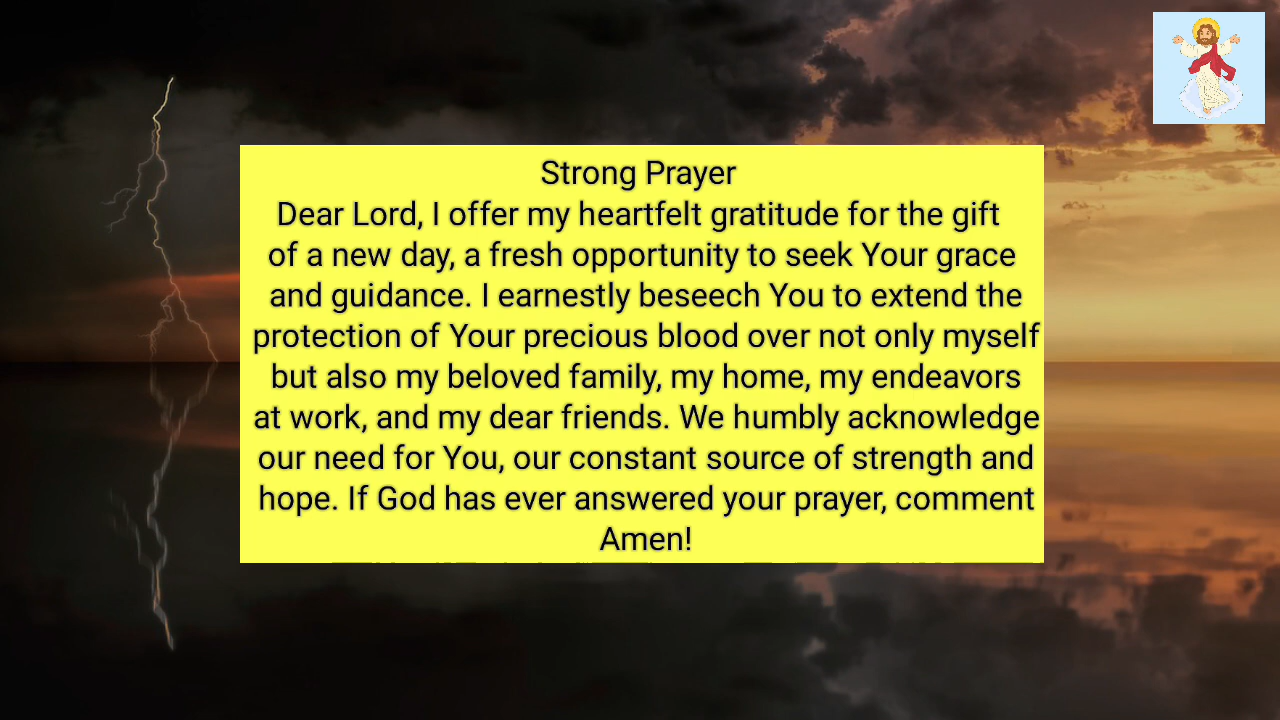 Strong Prayer
Dear Lord, I offer my heartfelt gratitude for the gift
of a new day, a fresh opportunity to seek Your grace
and guidance. I earnestly beseech You to extend the
protection of Your precious blood over not only myself
but also my beloved family, my home, my endeavors
at work, and my dear friends. We humbly acknowledge
our need for You, our constant source of strength and
hope. If God has ever answered your prayer, comment
Amen!